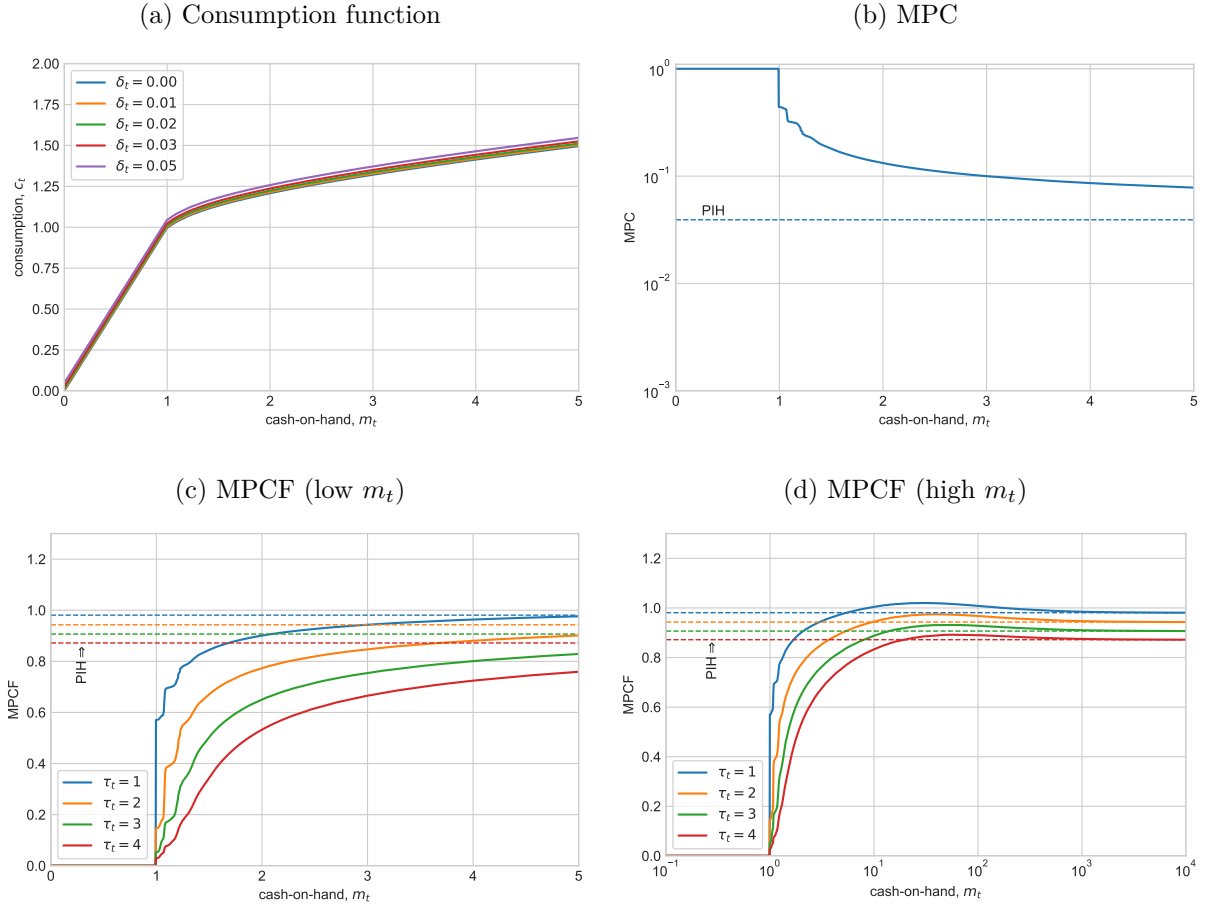 (a) Consumption function
2.00
1.75
1.50
1.25
1.00
0.75
0.50
0.25
0.00
consumption, c_t
δ_t = 0.00
δ_t = 0.01
δ_t = 0.02
δ_t = 0.03
δ_t = 0.05
0 1 2 3 4 5
cash-on-hand, m_t
(b) MPC
10^0
10^−1
10^−2
10^−3
MPC
PIH
0 1 2 3 4 5
cash-on-hand, m_t
(c) MPCF (low m_t)
1.2
1.0
0.8
0.6
0.4
0.2
0.0
MPCF
PIH ⇒
τ_t = 1
τ_t = 2
τ_t = 3
τ_t = 4
0 1 2 3 4 5
cash-on-hand, m_t
(d) MPCF (high m_t)
1.2
1.0
0.8
0.6
0.4
0.2
0.0
MPCF
PIH ⇒
τ_t = 1
τ_t = 2
τ_t = 3
τ_t = 4
10^−1 10^0 10^1 10^2 10^3 10^4
cash-on-hand, m_t